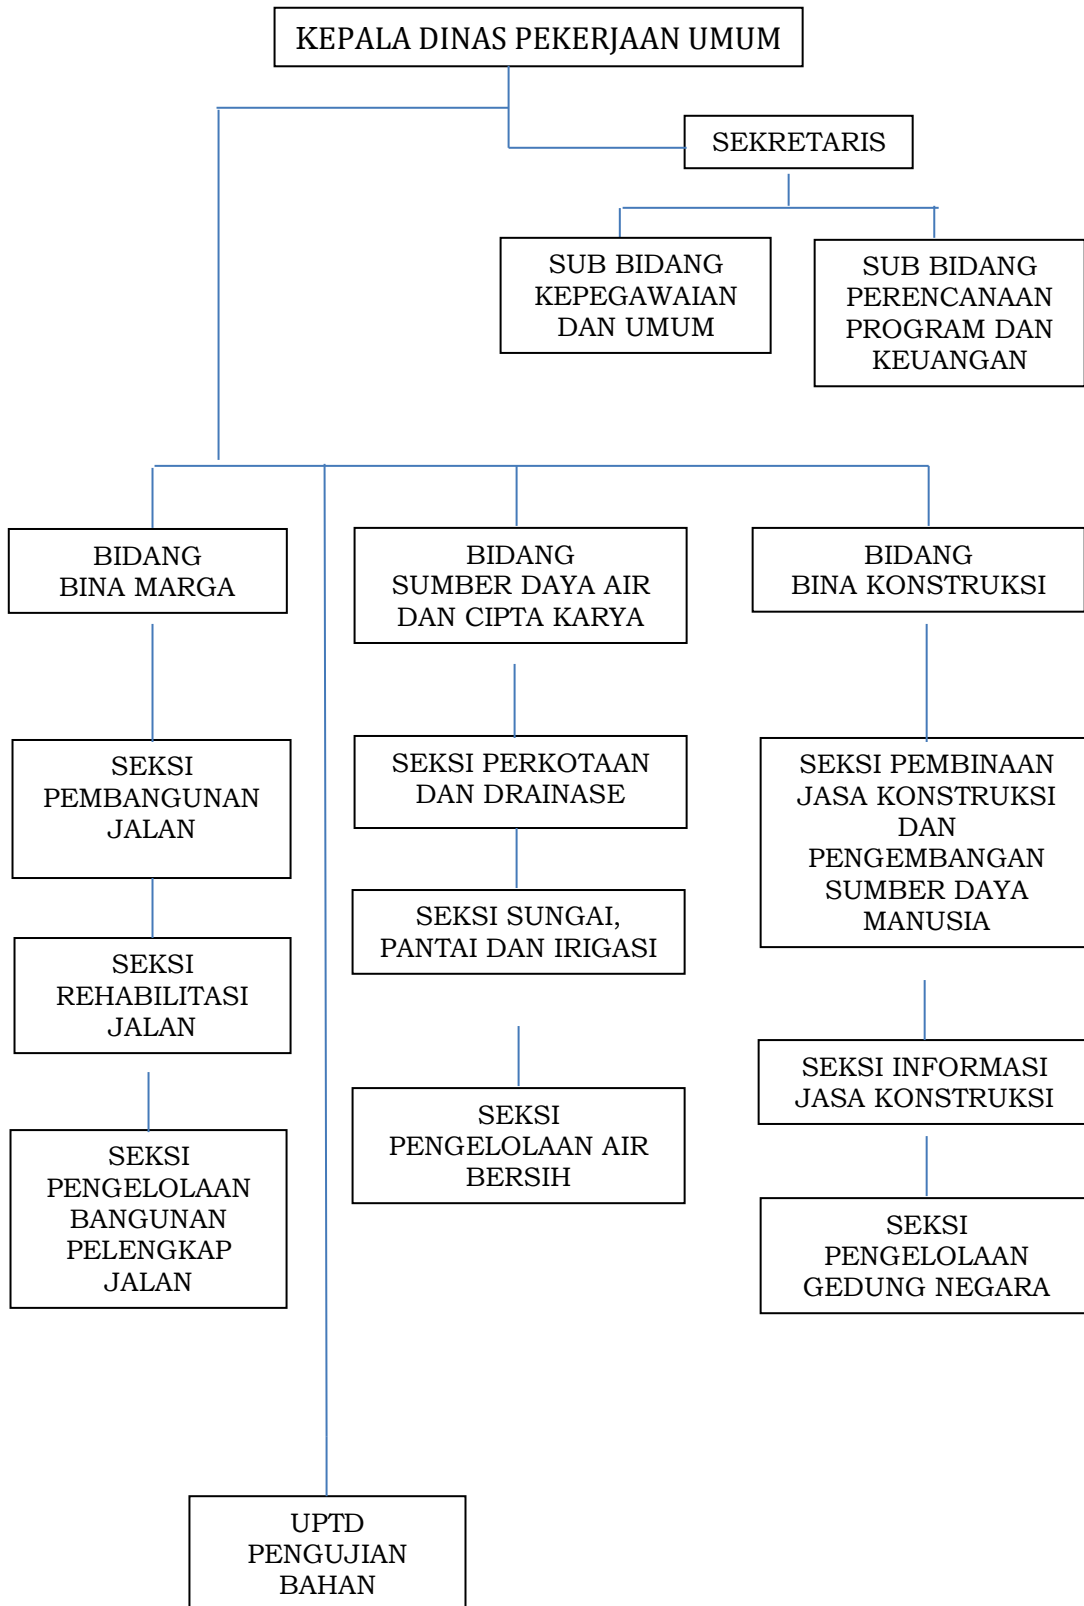 KEPALA DINAS PEKERJAAN UMUM
SEKRETARIS
SUB BIDANG
KEPEGAWAIAN
DAN UMUM
SUB BIDANG
PERENCANAAN
PROGRAM DAN
KEUANGAN
BIDANG
BINA MARGA
BIDANG
SUMBER DAYA AIR
DAN CIPTA KARYA
BIDANG
BINA KONSTRUKSI
SEKSI
PEMBANGUNAN
JALAN
SEKSI PERKOTAAN
DAN DRAINASE
SEKSI PEMBINAAN
JASA KONSTRUKSI
DAN
PENGEMBANGAN
SUMBER DAYA
MANUSIA
SEKSI
REHABILITASI
JALAN
SEKSI SUNGAI,
PANTAI DAN IRIGASI
SEKSI INFORMASI
JASA KONSTRUKSI
SEKSI
PENGELOLAAN
BANGUNAN
PELENGKAP
JALAN
SEKSI
PENGELOLAAN AIR
BERSIH
SEKSI
PENGELOLAAN
GEDUNG NEGARA
UPTD
PENGUJIAN
BAHAN